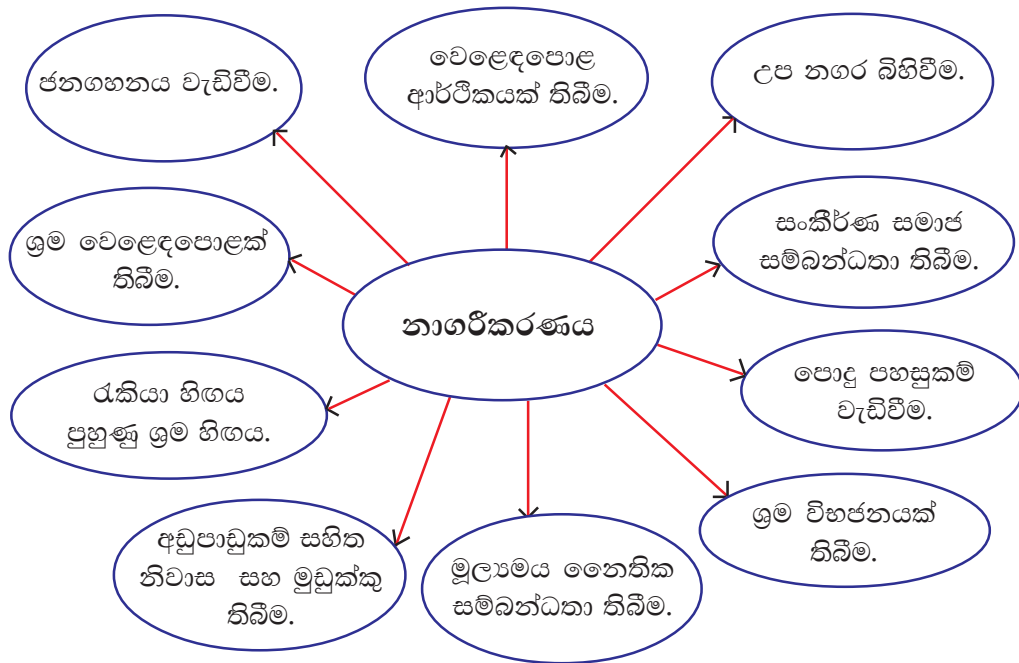 ජනගහනය වැඩිවීම.
වෙළෙඳපොළ
ආර්ථිකයක් තිබීම.
උප නගර බිහිවීම.
ශ්‍රම වෙළෙඳපොළක්
තිබීම.
සංකීර්ණ සමාජ
සම්බන්ධතා තිබීම.
නාගරීකරණය
රැකියා හිඟය
පුහුණු ශ්‍රම හිඟය.
පොදු පහසුකම්
වැඩිවීම.
අඩුපාඩුකම් සහිත
නිවාස සහ මුඩුක්කු
තිබීම.
මූල්‍යමය නෛතික
සම්බන්ධතා තිබීම.
ශ්‍රම විභජනයක්
තිබීම.